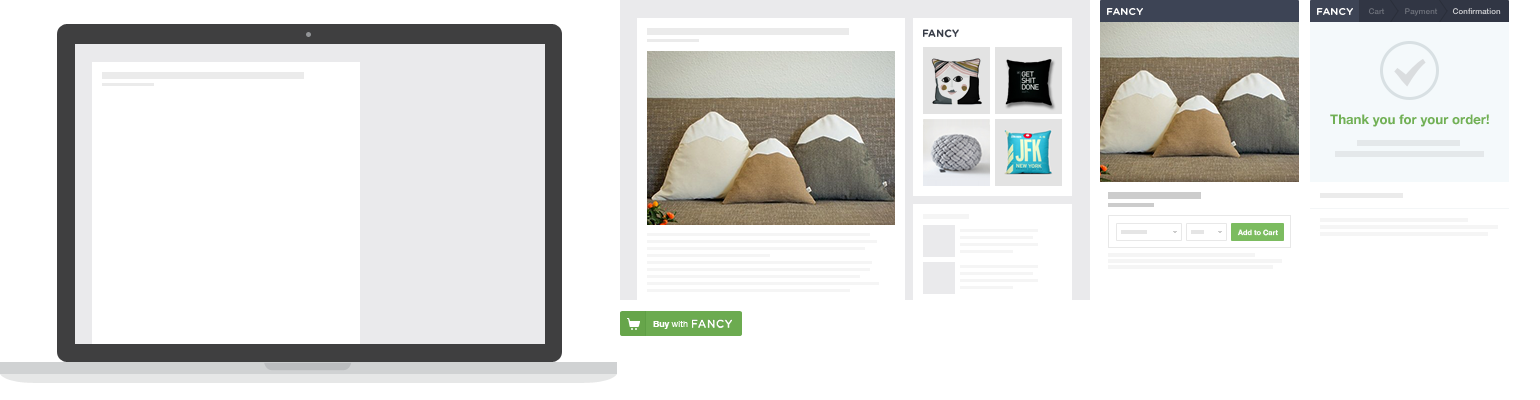 FANCY
GET
SHIT
DONE
JFK
NEW YORK
Buy with FANCY
FANCY
Add to Cart
FANCY Cart Payment Confirmation
Thank you for your order!